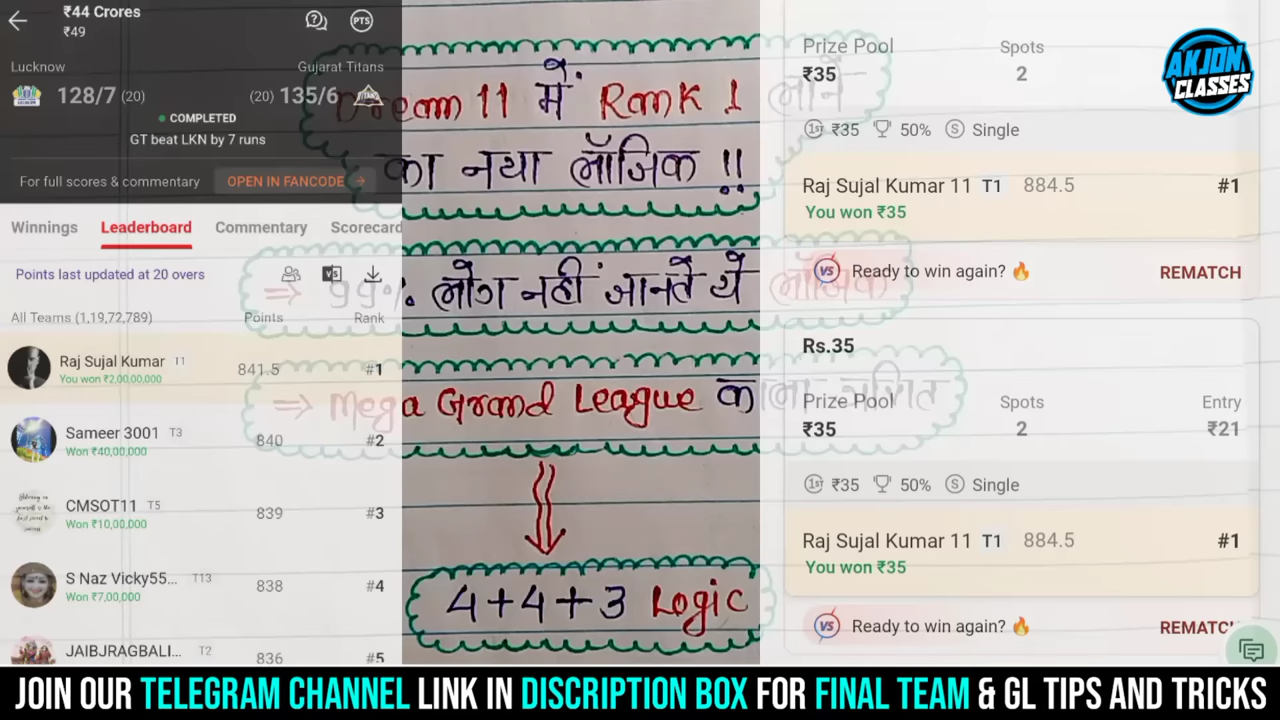 ₹44 Crores
₹49
PTS
Lucknow
Gujarat Titans
128/7 (20)
(20) 135/6
COMPLETED
GT beat LKN by 7 runs
For full scores & commentary
OPEN IN FANCODE →
Winnings
Leaderboard
Commentary
Scorecard
Points last updated at 20 overs
VS
All Teams (1,19,72,789)
Points
Rank
Raj Sujal Kumar T1
You won ₹2,00,00,000
841.5
#1
Sameer 3001 T3
Won ₹40,00,000
840
#2
CMSOT11 T5
Won ₹10,00,000
839
#3
S Naz Vicky55... T13
Won ₹7,00,000
838
#4
JAIBJRAGBALI... T2
836
#5
Dream 11 में Rank 1 लाने
का नया लॉजिक !!
⇒ 99% लोग नहीं जानते ये लॉजिक
⇒ Mega Grand League का
4+4+3 Logic
Prize Pool
Spots
₹35
2
1st ₹35 50% S Single
Raj Sujal Kumar 11 T1 884.5 #1
You won ₹35
VS Ready to win again? 🔥 REMATCH
Rs.35
Prize Pool
Spots
Entry
₹35
2
₹21
1st ₹35 50% S Single
Raj Sujal Kumar 11 T1 884.5 #1
You won ₹35
VS Ready to win again? 🔥 REMATCH
AKJON
CLASSES
JOIN OUR TELEGRAM CHANNEL LINK IN DISCRIPTION BOX FOR FINAL TEAM & GL TIPS AND TRICKS